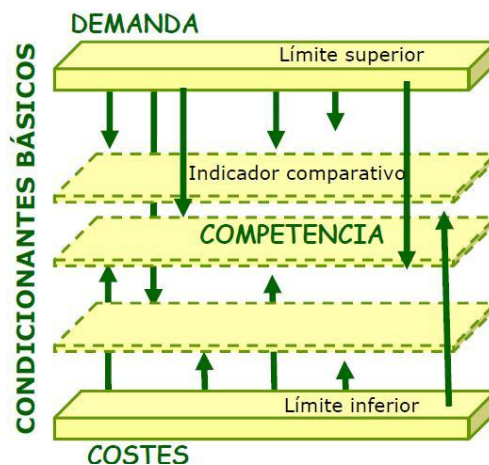 DEMANDA
Límite superior
Indicador comparativo
COMPETENCIA
Límite inferior
COSTES
CONDICIONANTES BÁSICOS